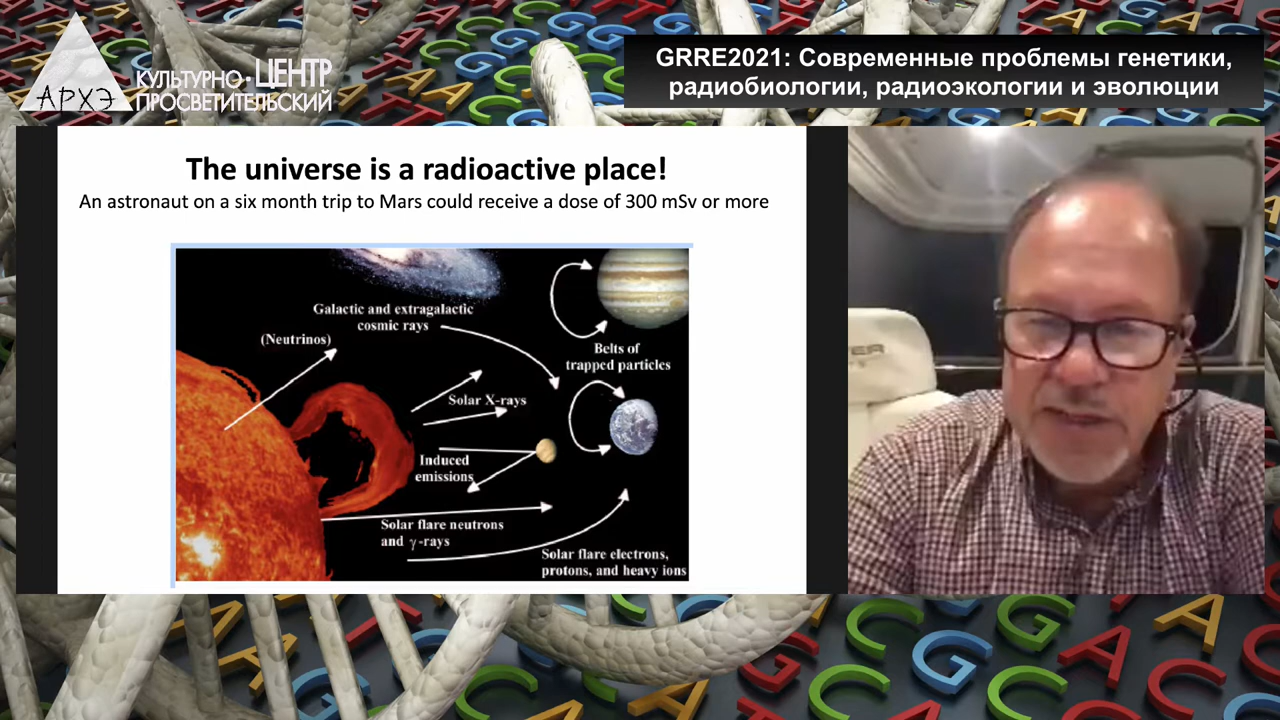 АРХЭ
КУЛЬТУРНО-ЦЕНТР
ПРОСВЕТИТЕЛЬСКИЙ
GRRE2021: Современные проблемы генетики,
радиобиологии, радиоэкологии и эволюции
The universe is a radioactive place!
An astronaut on a six month trip to Mars could receive a dose of 300 mSv or more
Galactic and extragalactic
cosmic rays
(Neutrinos)
Belts of
trapped particles
Solar X-rays
Induced
emissions
Solar flare neutrons
and γ-rays
Solar flare electrons,
protons, and heavy ions